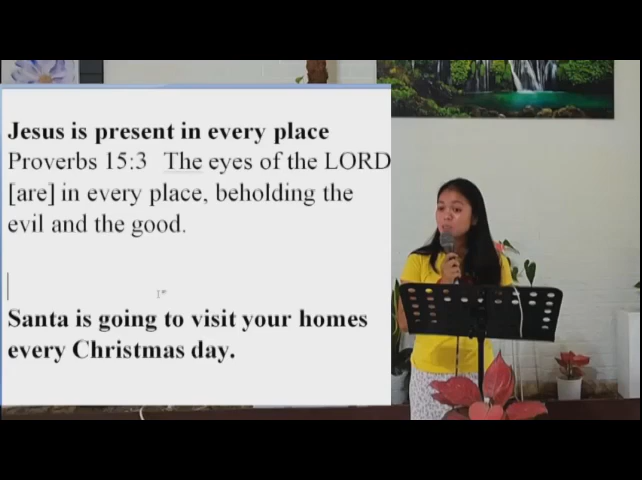 Jesus is present in every place
Proverbs 15:3 The eyes of the LORD
[are] in every place, beholding the
evil and the good.
Santa is going to visit your homes
every Christmas day.